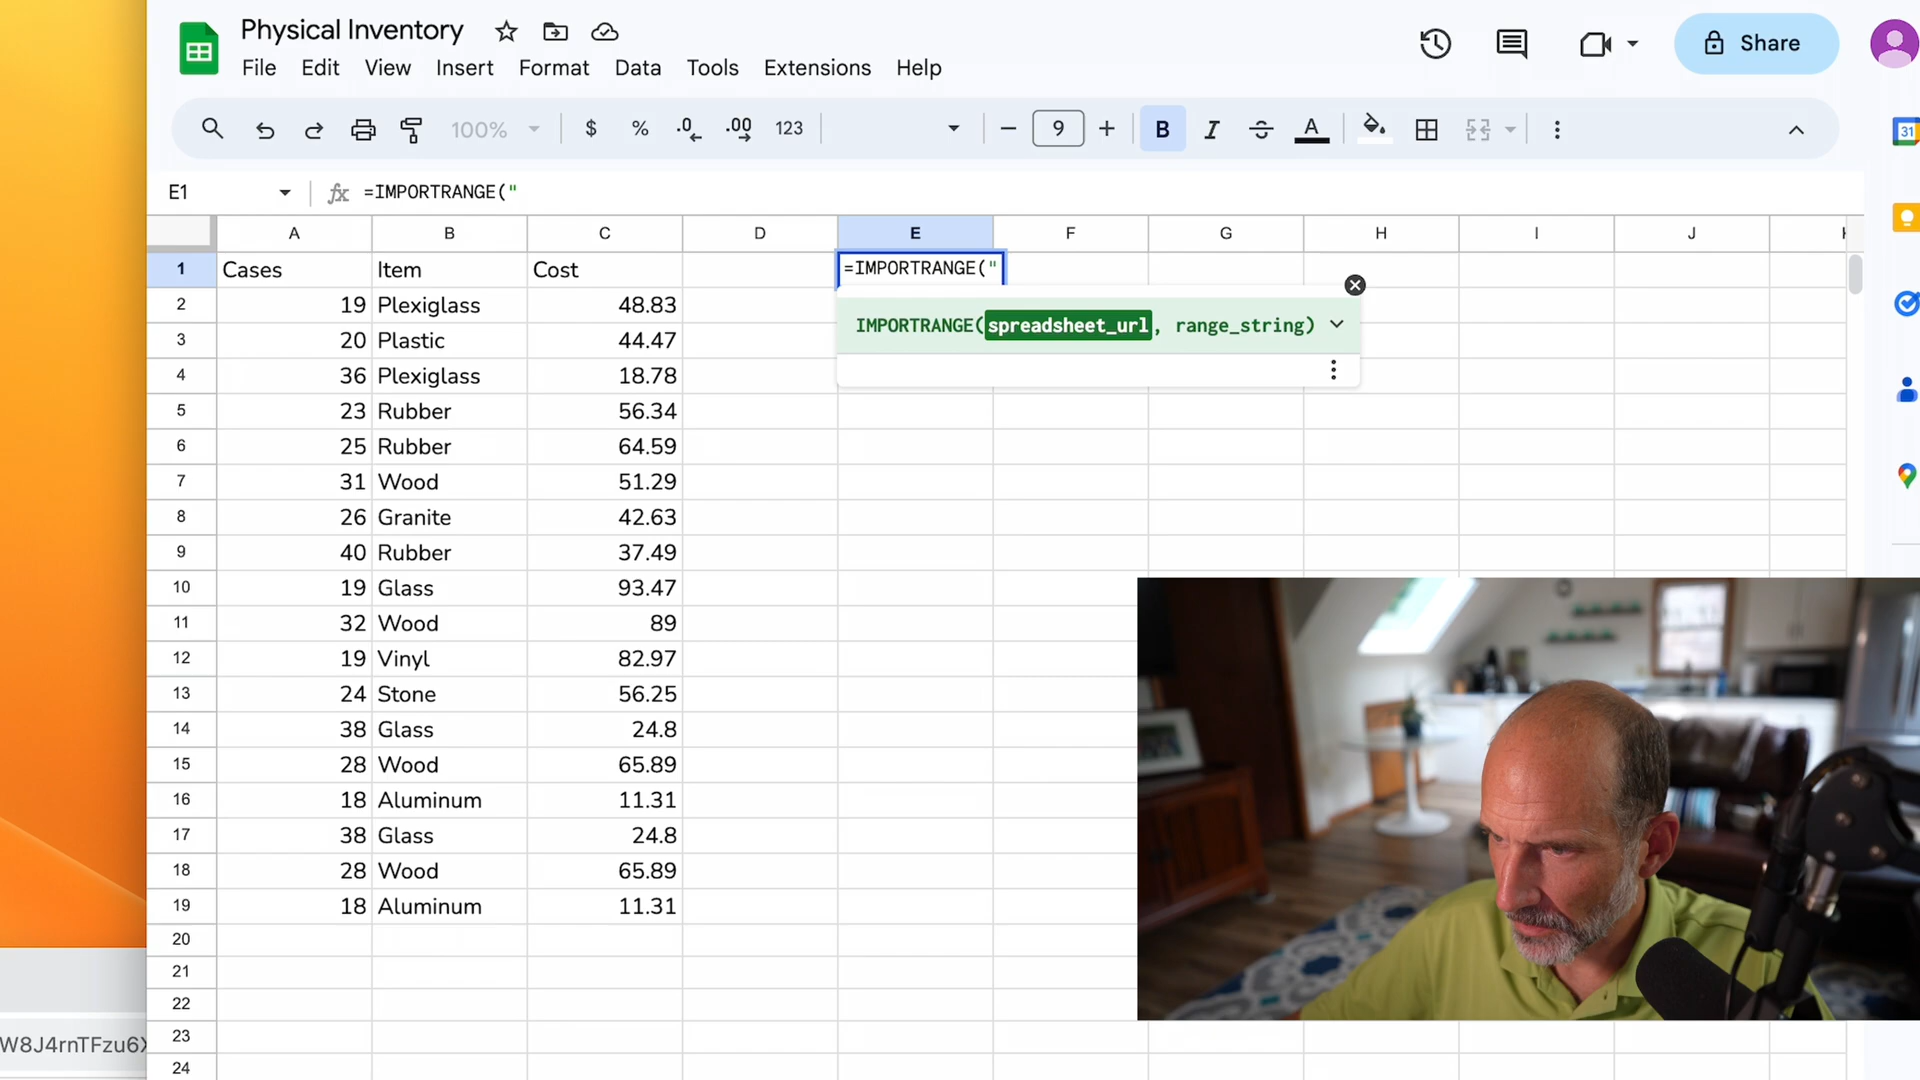 Physical Inventory
Share
File Edit View Insert Format Data Tools Extensions Help
100% $ % .0 .00 123 9 B I A
31
E1 fx =IMPORTRANGE("
A B C D E F G H I J
1 Cases Item Cost =IMPORTRANGE("
IMPORTRANGE(spreadsheet_url, range_string)
2 19 Plexiglass 48.83
3 20 Plastic 44.47
4 36 Plexiglass 18.78
5 23 Rubber 56.34
6 25 Rubber 64.59
7 31 Wood 51.29
8 26 Granite 42.63
9 40 Rubber 37.49
10 19 Glass 93.47
11 32 Wood 89
12 19 Vinyl 82.97
13 24 Stone 56.25
14 38 Glass 24.8
15 28 Wood 65.89
16 18 Aluminum 11.31
17 38 Glass 24.8
18 28 Wood 65.89
19 18 Aluminum 11.31
20
21
22
23
W8J4rnTFzu6X
24